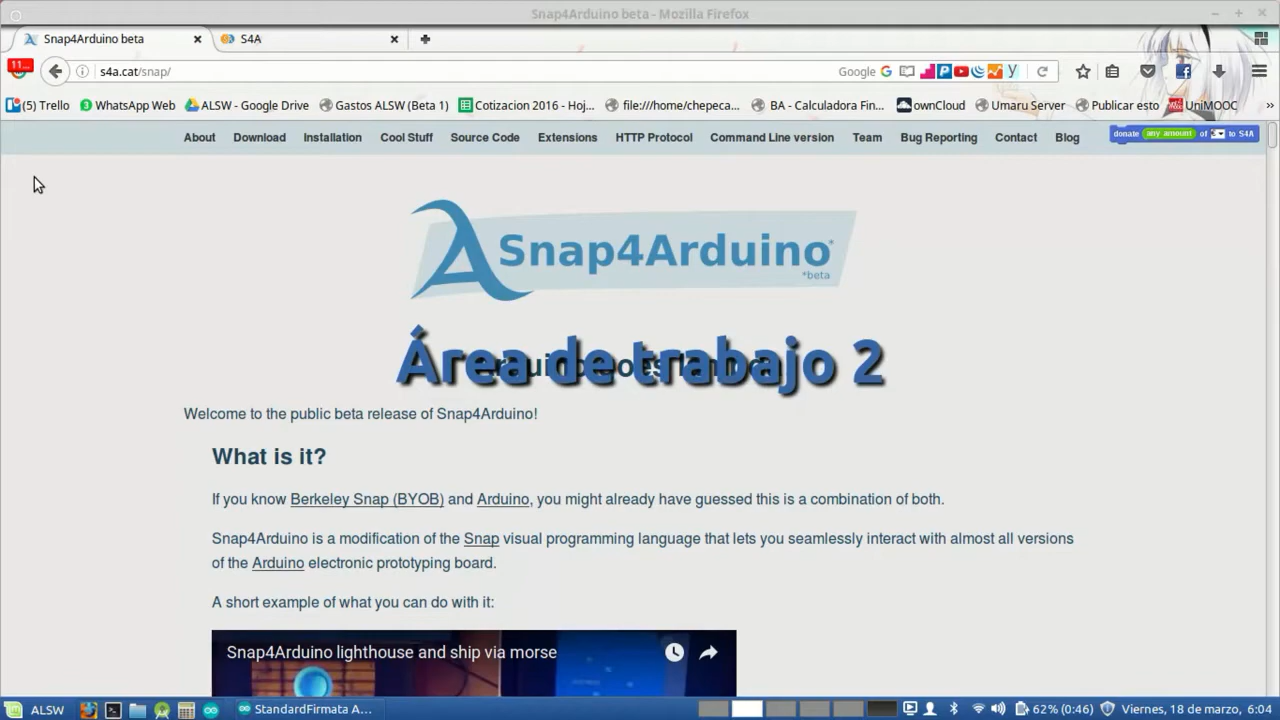 Snap4Arduino beta - Mozilla Firefox
Snap4Arduino beta
S4A
11...
s4a.cat/snap/
Google
(5) Trello
3 WhatsApp Web
ALSW - Google Drive
Gastos ALSW (Beta 1)
Cotizacion 2016 - Hoj...
file:///home/chepeca...
BA - Calculadora Fin...
ownCloud
Umaru Server
Publicar esto
UniMOOC
About
Download
Installation
Cool Stuff
Source Code
Extensions
HTTP Protocol
Command Line version
Team
Bug Reporting
Contact
Blog
donate any amount of to S4A
Snap4Arduino*
*beta
Área de trabajo 2
Welcome to the public beta release of Snap4Arduino!
What is it?
If you know Berkeley Snap (BYOB) and Arduino, you might already have guessed this is a combination of both.
Snap4Arduino is a modification of the Snap visual programming language that lets you seamlessly interact with almost all versions
of the Arduino electronic prototyping board.
A short example of what you can do with it:
Snap4Arduino lighthouse and ship via morse
ALSW
StandardFirmata A...
62% (0:46)
Viernes, 18 de marzo, 6:04